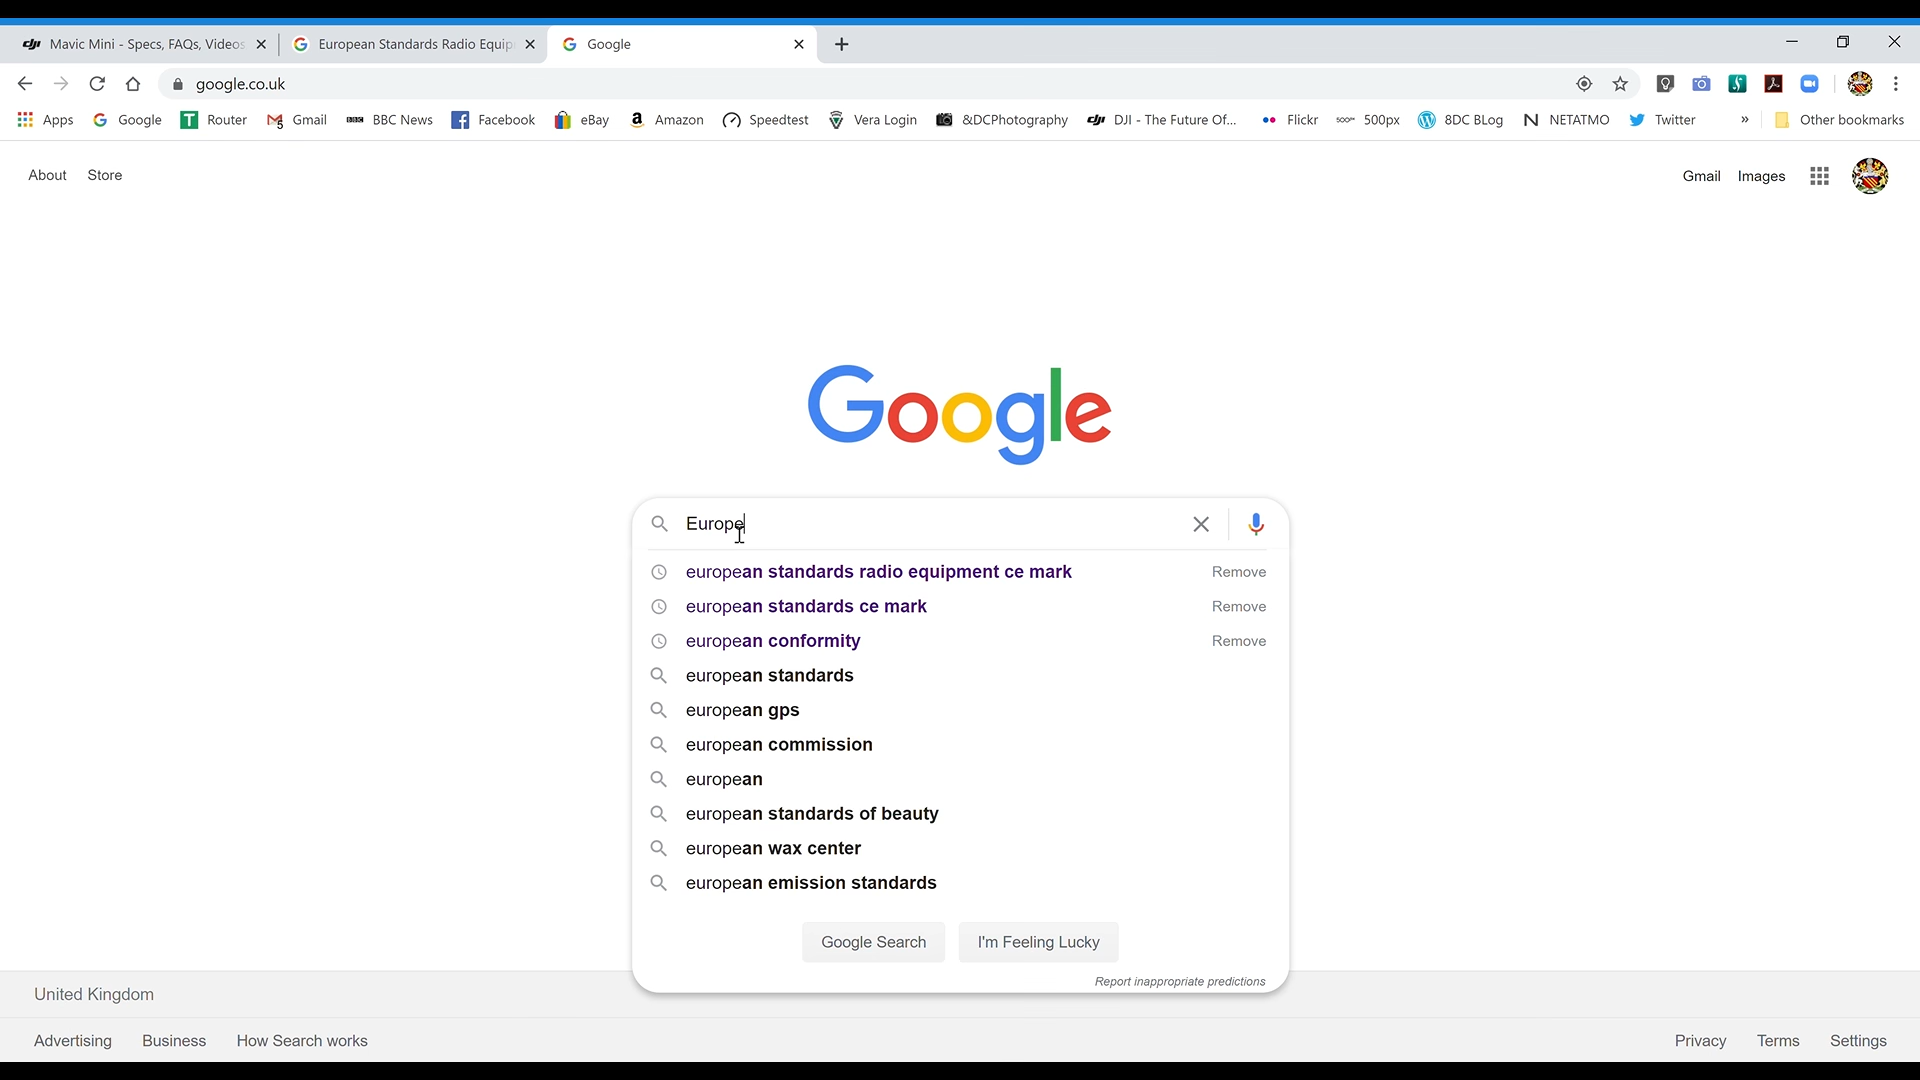 dji Mavic Mini - Specs, FAQs, Videos
European Standards Radio Equip
Google
google.co.uk
Apps Google Router Gmail BBC BBC News Facebook eBay Amazon Speedtest Vera Login &DCPhotography dji DJI - The Future Of... Flickr 500px 500px 8DC BLog NETATMO Twitter » Other bookmarks
About Store
Gmail Images
Google
Europe
european standards radio equipment ce mark Remove
european standards ce mark Remove
european conformity Remove
european standards
european gps
european commission
european
european standards of beauty
european wax center
european emission standards
Google Search I'm Feeling Lucky
Report inappropriate predictions
United Kingdom
Advertising Business How Search works
Privacy Terms Settings